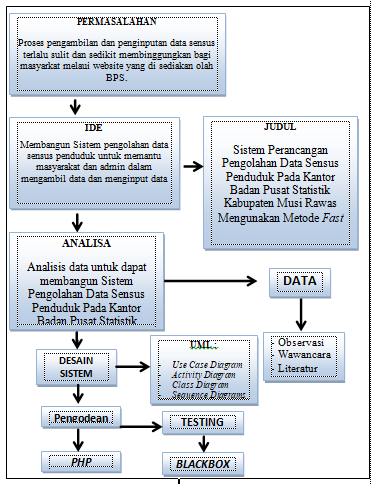 PERMASALAHAN
Proses pengambilan dan penginputan data sensus
terlalu sulit dan sedikit membinggungkan bagi
masyarkat melaui website yang di sediakan olah
BPS.
IDE
Membangun Sistem pengolahan data
sensus penduduk untuk memantu
masyarakat dan admin dalam
mengambil data dan menginput data
JUDUL
Sistem Perancangan
Pengolahan Data Sensus
Penduduk Pada Kantor
Badan Pusat Statistik
Kabupaten Musi Rawas
Mengunakan Metode Fast
ANALISA
Analisis data untuk dapat
membangun Sistem
Pengolahan Data Sensus
Penduduk Pada Kantor
Badan Pusat Statistik
DATA
- Observasi
- Wawancara
- Literatur
DESAIN
SISTEM
UML :
- Use Case Diagram
- Activity Diagram
- Class Diagram
- Sequence Diagram
Pengodean
TESTING
PHP
BLACKBOX